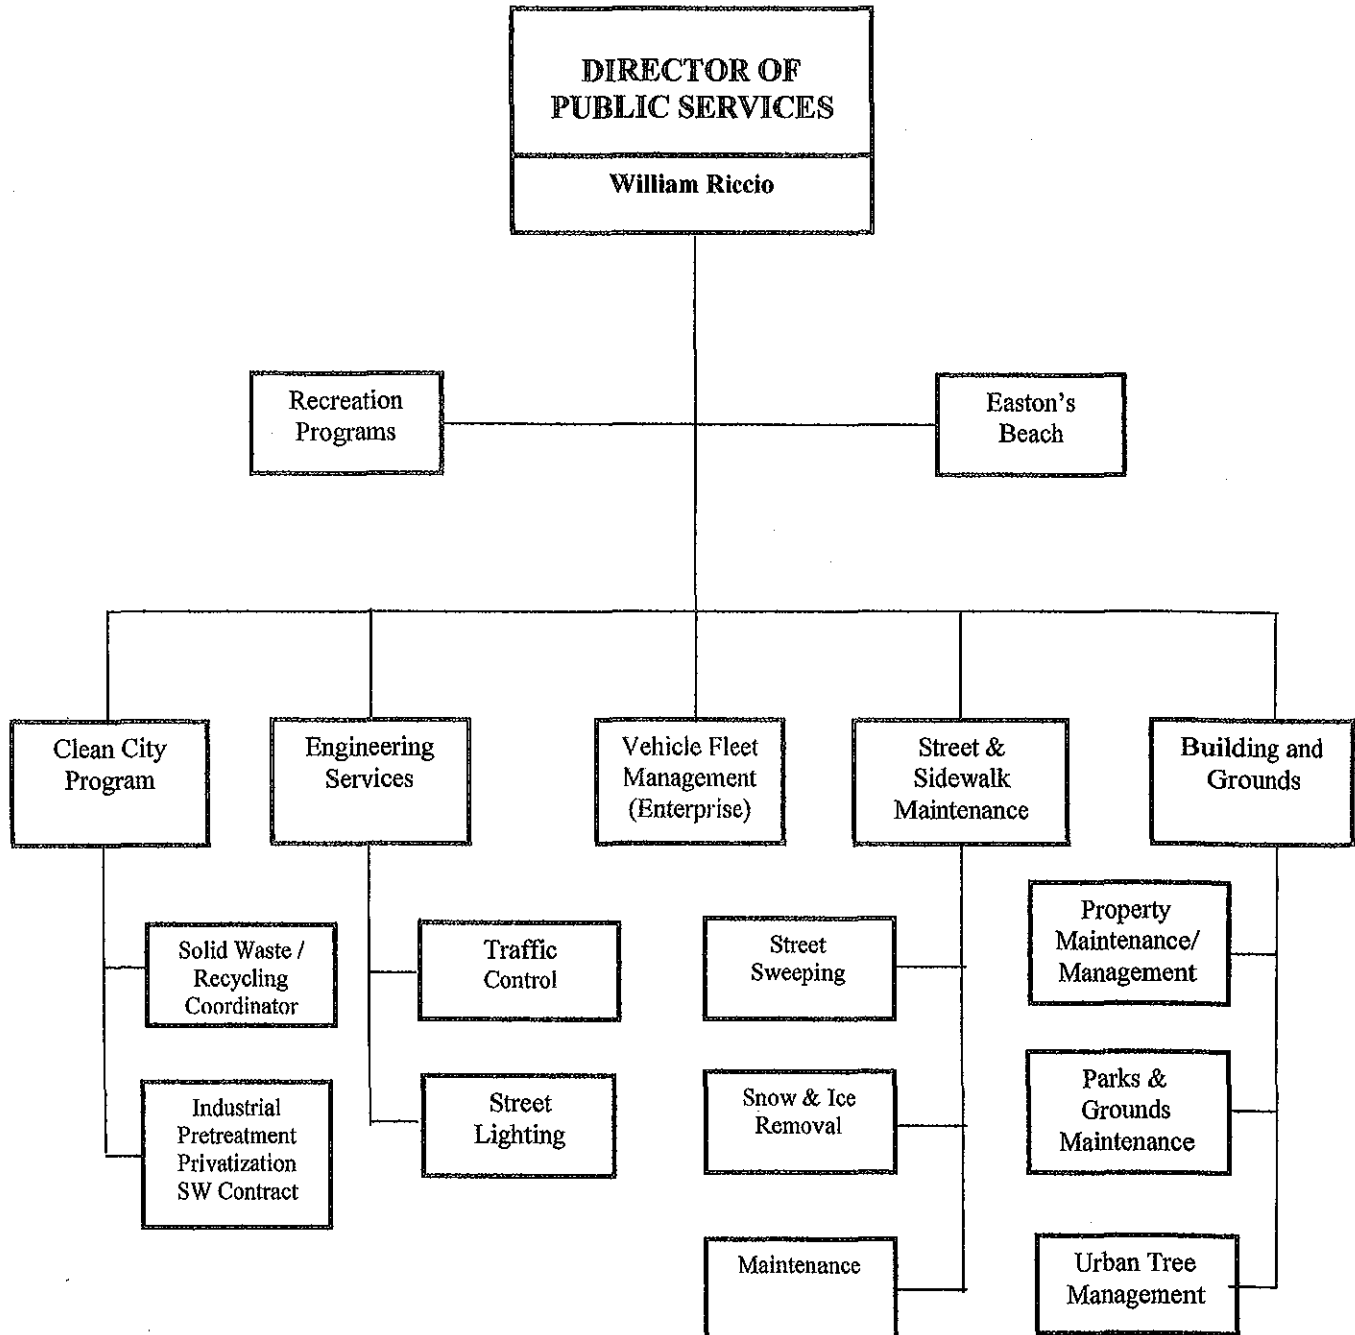 DIRECTOR OF
PUBLIC SERVICES
William Riccio
Recreation
Programs
Easton's
Beach
Clean City
Program
Engineering
Services
Vehicle Fleet
Management
(Enterprise)
Street &
Sidewalk
Maintenance
Building and
Grounds
Solid Waste /
Recycling
Coordinator
Industrial
Pretreatment
Privatization
SW Contract
Traffic
Control
Street
Lighting
Street
Sweeping
Snow & Ice
Removal
Maintenance
Property
Maintenance/
Management
Parks &
Grounds
Maintenance
Urban Tree
Management